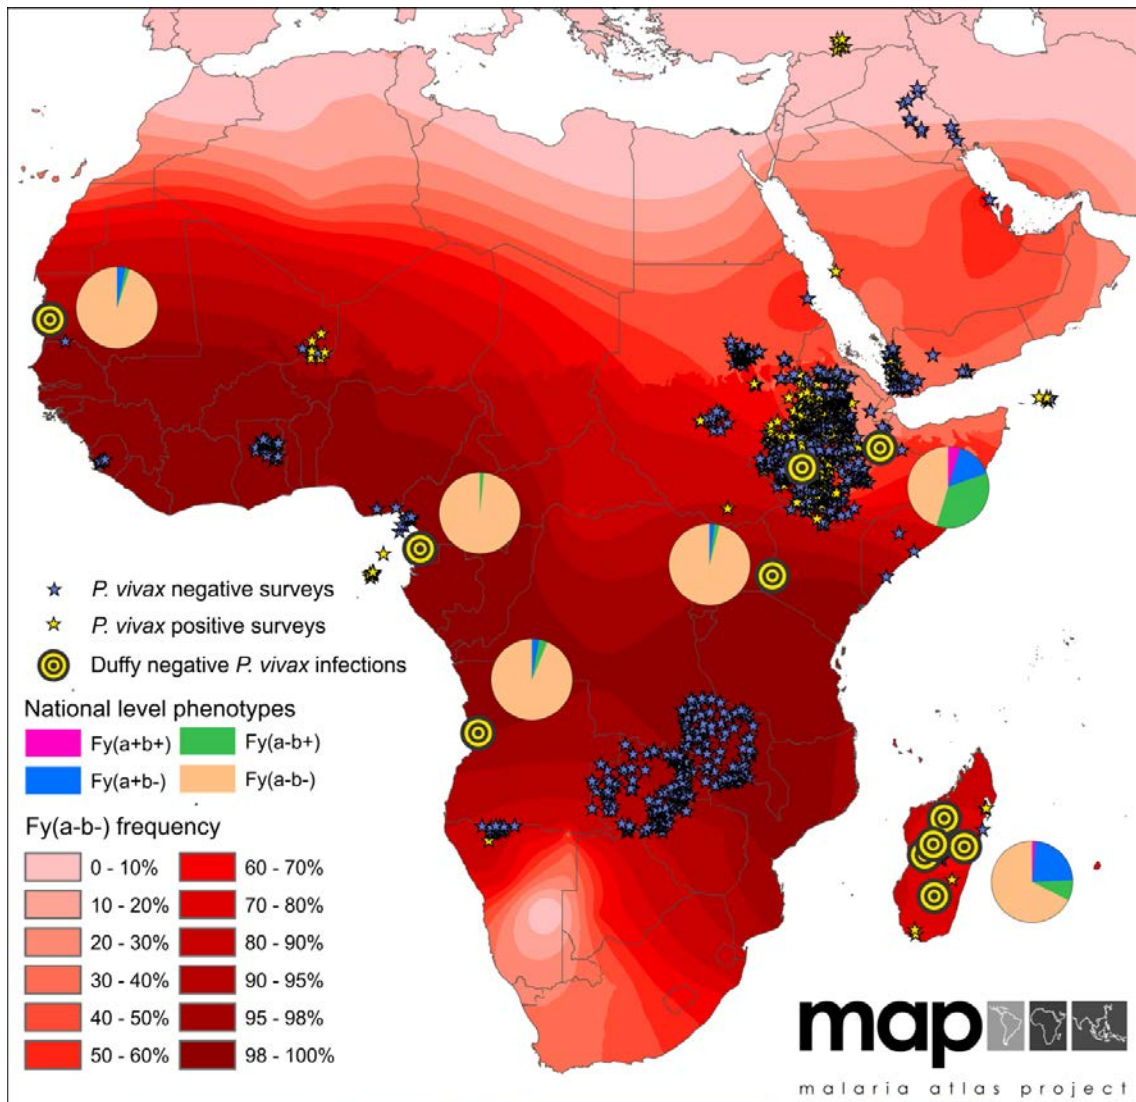 P. vivax negative surveys
P. vivax positive surveys
Duffy negative P. vivax infections
National level phenotypes
Fy(a+b+) Fy(a-b+)
Fy(a+b-) Fy(a-b-)
Fy(a-b-) frequency
0 - 10% 60 - 70%
10 - 20% 70 - 80%
20 - 30% 80 - 90%
30 - 40% 90 - 95%
40 - 50% 95 - 98%
50 - 60% 98 - 100%
map
malaria atlas project